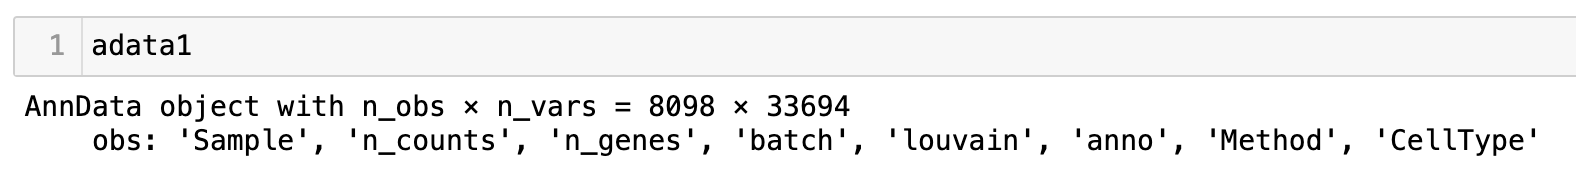 1 adata1
AnnData object with n_obs × n_vars = 8098 × 33694
obs: 'Sample', 'n_counts', 'n_genes', 'batch', 'louvain', 'anno', 'Method', 'CellType'